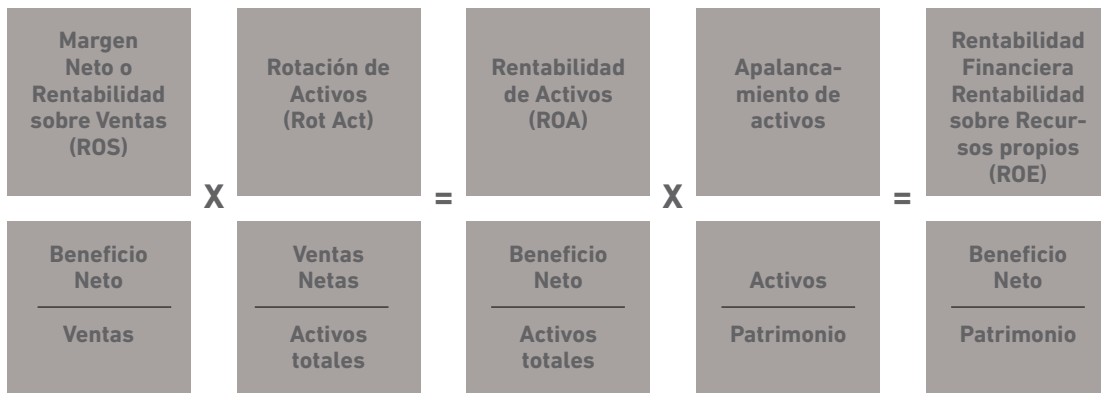 Margen
Neto o
Rentabilidad
sobre Ventas
(ROS)
X
Rotación de
Activos
(Rot Act)
=
Rentabilidad
de Activos
(ROA)
X
Apalanca-
miento de
activos
=
Rentabilidad
Financiera
Rentabilidad
sobre Recur-
sos propios
(ROE)
Beneficio
Neto
Ventas
Ventas
Netas
Activos
totales
Beneficio
Neto
Activos
totales
Activos
Patrimonio
Beneficio
Neto
Patrimonio